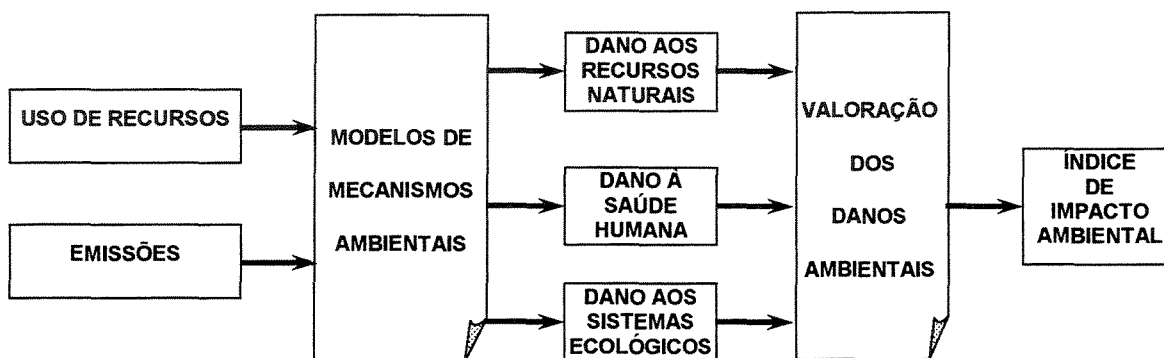 USO DE RECURSOS
EMISSÕES
MODELOS DE
MECANISMOS
AMBIENTAIS
DANO AOS
RECURSOS
NATURAIS
DANO À
SAÚDE
HUMANA
DANO AOS
SISTEMAS
ECOLÓGICOS
VALORAÇÃO
DOS
DANOS
AMBIENTAIS
ÍNDICE
DE
IMPACTO
AMBIENTAL